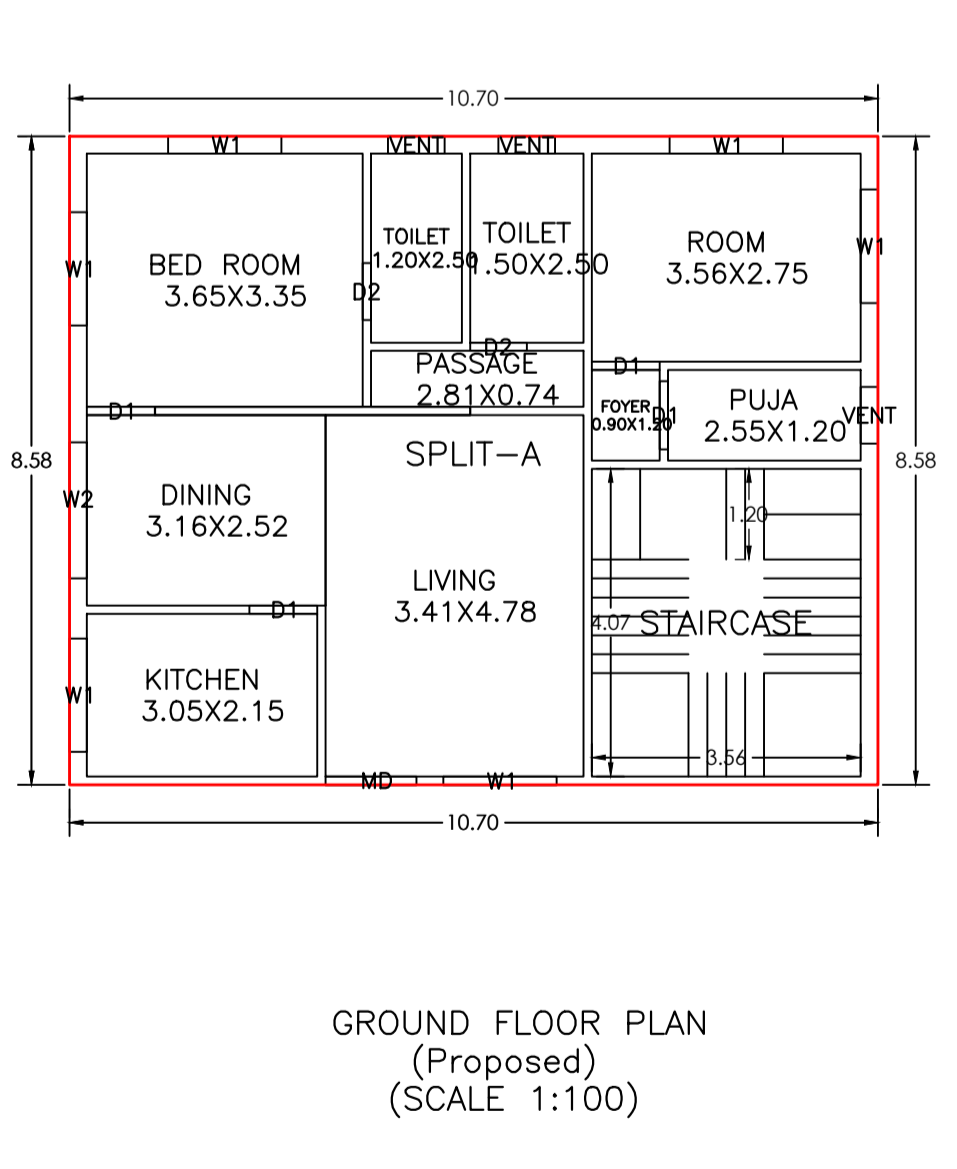 10.70
W1
VENT
VENT
W1
W1
BED ROOM
3.65X3.35
D2
TOILET
1.20X2.50
TOILET
1.50X2.50
D2
ROOM
3.56X2.75
W1
PASSAGE
2.81X0.74
D1
D1
FOYER
0.90X1.20
D1
PUJA
2.55X1.20
VENT
8.58
8.58
SPLIT-A
W2
DINING
3.16X2.52
D1
LIVING
3.41X4.78
1.20
4.07
STAIRCASE
W1
KITCHEN
3.05X2.15
3.56
MD
W1
10.70
GROUND FLOOR PLAN
(Proposed)
(SCALE 1:100)